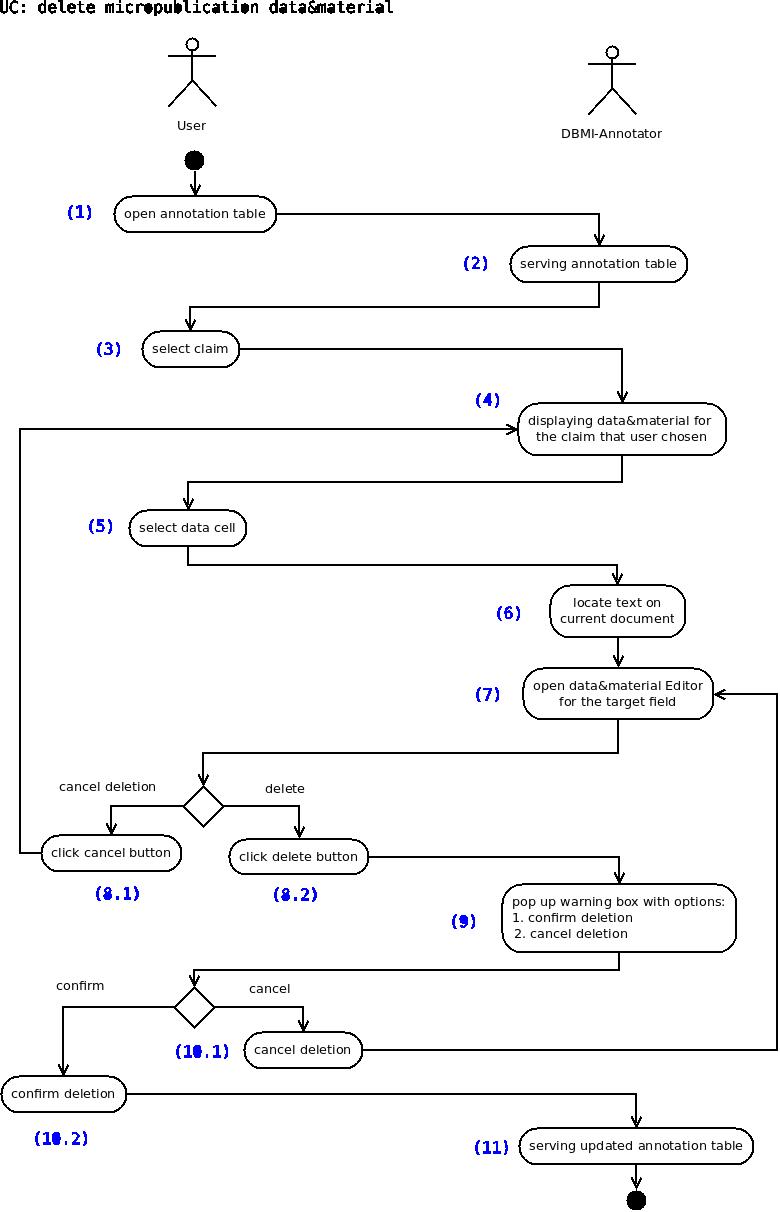 UC: delete micropublication data&material
User
DBMI-Annotator
(1)
open annotation table
(2)
serving annotation table
(3)
select claim
(4)
displaying data&material for
the claim that user chosen
(5)
select data cell
(6)
locate text on
current document
(7)
open data&material Editor
for the target field
cancel deletion
delete
click cancel button
click delete button
(8.1)
(8.2)
(9)
pop up warning box with options:
1. confirm deletion
2. cancel deletion
confirm
cancel
(10.1)
cancel deletion
confirm deletion
(10.2)
(11)
serving updated annotation table